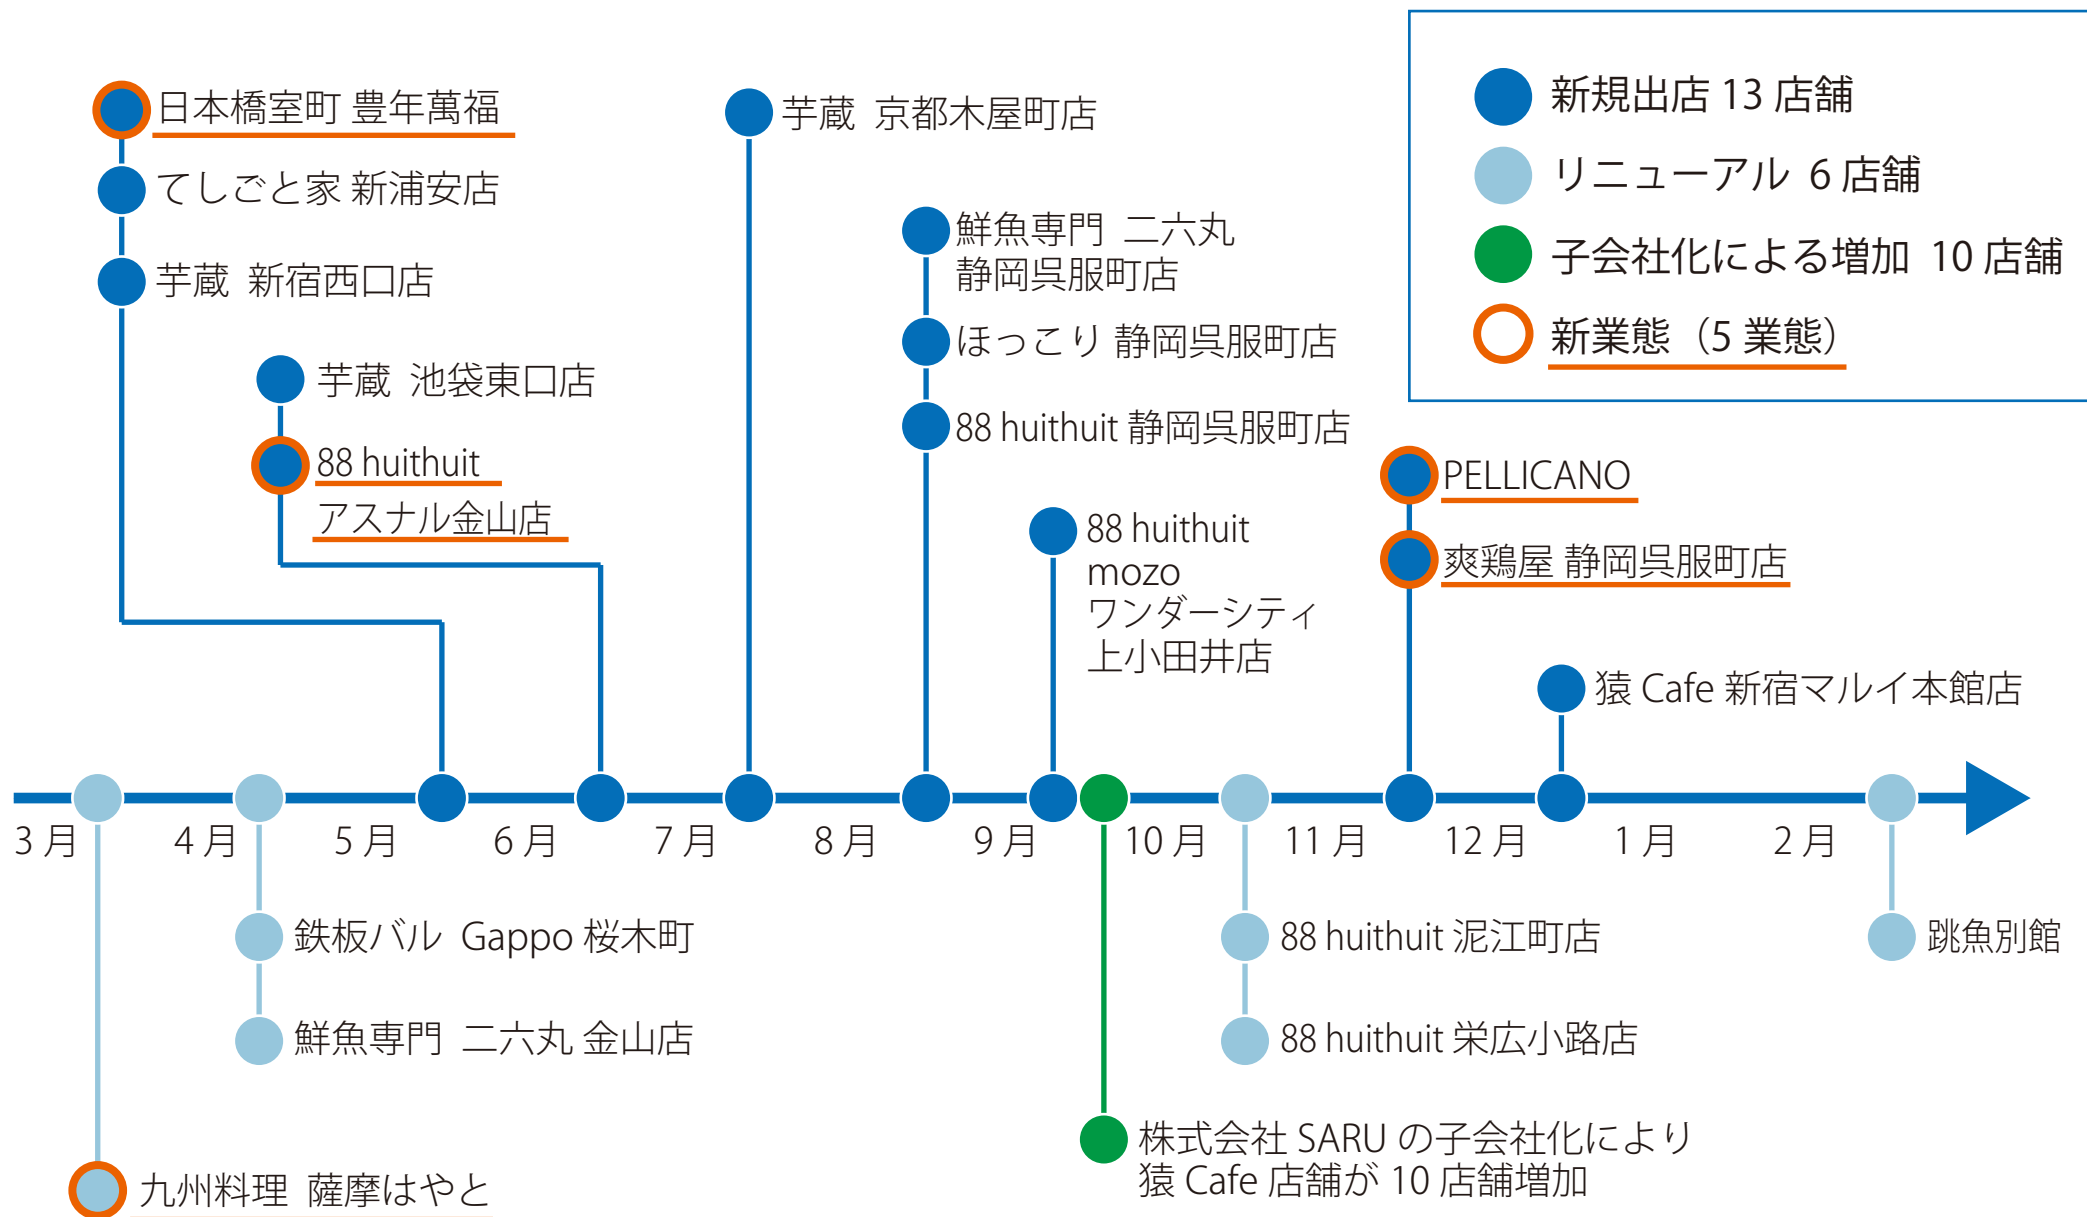 新規出店 13 店舗
リニューアル 6 店舗
子会社化による増加 10 店舗
新業態（5 業態）
日本橋室町 豊年萬福
てしごと家 新浦安店
芋蔵 新宿西口店
芋蔵 池袋東口店
88 huithuit
アスナル金山店
芋蔵 京都木屋町店
鮮魚専門 二六丸
静岡呉服町店
ほっこり 静岡呉服町店
88 huithuit 静岡呉服町店
88 huithuit
mozo
ワンダーシティ
上小田井店
PELLICANO
爽鶏屋 静岡呉服町店
猿 Cafe 新宿マルイ本館店
3 月 4 月 5 月 6 月 7 月 8 月 9 月 10 月 11 月 12 月 1 月 2 月
鉄板バル Gappo 桜木町
鮮魚専門 二六丸 金山店
九州料理 薩摩はやと
88 huithuit 泥江町店
88 huithuit 栄広小路店
株式会社 SARU の子会社化により
猿 Cafe 店舗が 10 店舗増加
跳魚別館